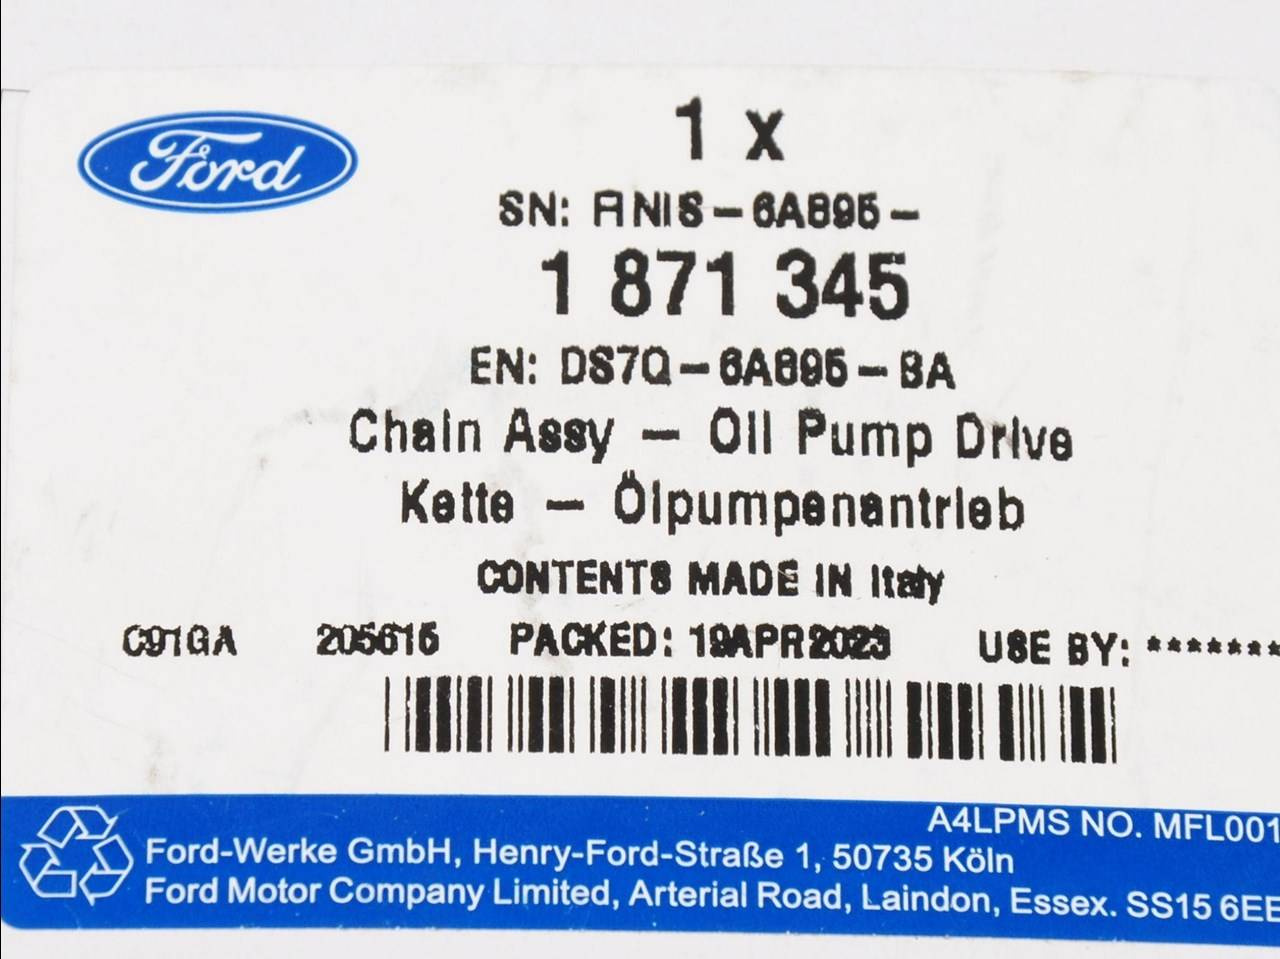 Ford
1 x
SN: ANIS-6A895-
1 871 345
EN: DS7Q-6A895-BA
Chain Assy - Oil Pump Drive
Kette - Ölpumpenantrieb
CONTENTS MADE IN Italy
C91GA 205615 PACKED: 19APR2023 USE BY: *******
A4LPMS NO. MFL001
Ford-Werke GmbH, Henry-Ford-Straße 1, 50735 Köln
Ford Motor Company Limited, Arterial Road, Laindon, Essex. SS15 6EE